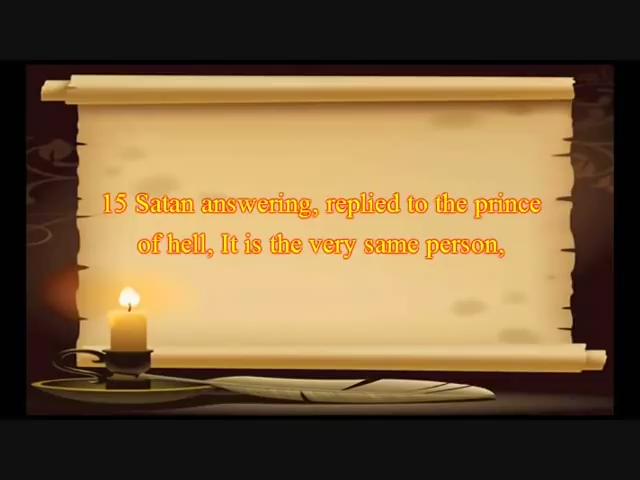 15 Satan answering, replied to the prince
of hell, It is the very same person,